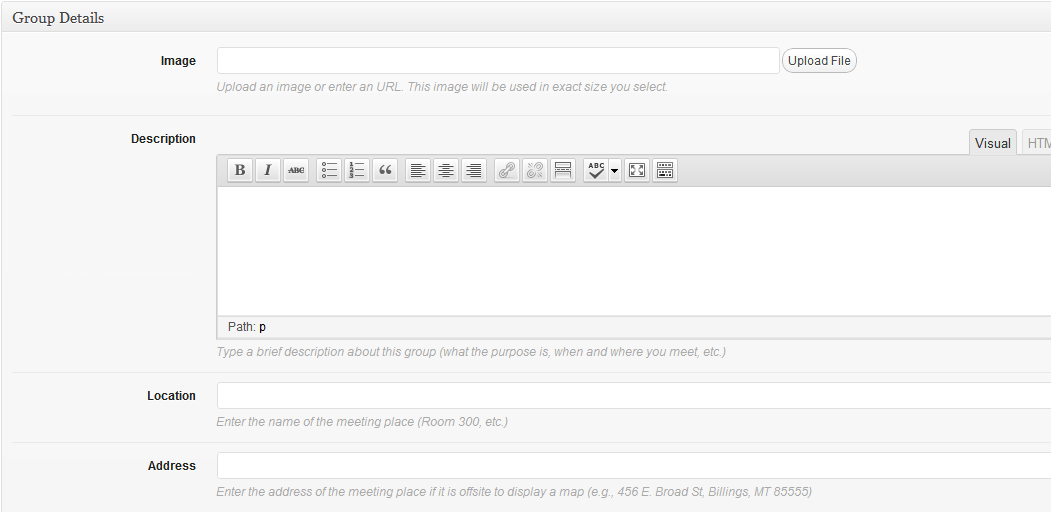 Group Details
Image
Upload File
Upload an image or enter an URL. This image will be used in exact size you select.
Description
Visual
HTM
B I ABC 1 2 3 “ ABC
Path: p
Type a brief description about this group (what the purpose is, when and where you meet, etc.)
Location
Enter the name of the meeting place (Room 300, etc.)
Address
Enter the address of the meeting place if it is offsite to display a map (e.g., 456 E. Broad St, Billings, MT 85555)